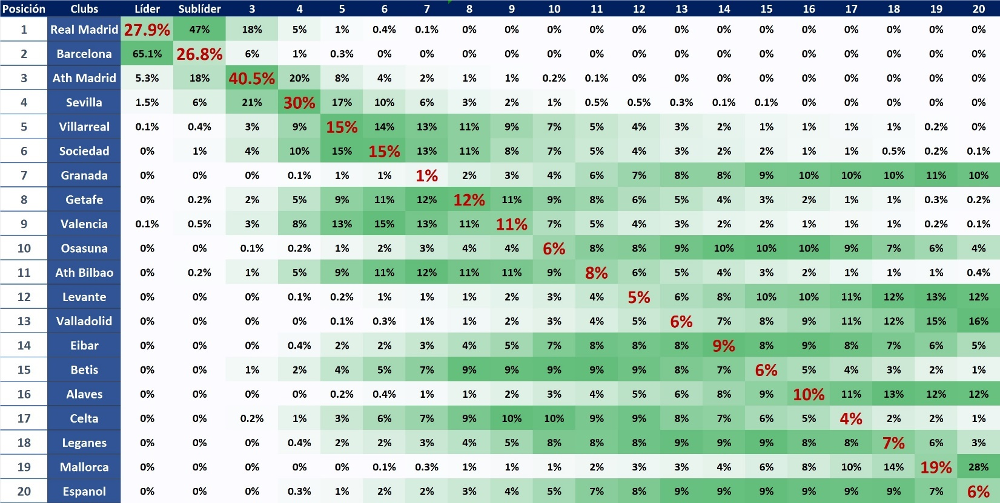 Posición Clubs Líder Sublíder 3 4 5 6 7 8 9 10 11 12 13 14 15 16 17 18 19 20
1 Real Madrid 27.9% 47% 18% 5% 1% 0.4% 0.1% 0% 0% 0% 0% 0% 0% 0% 0% 0% 0% 0% 0% 0%
2 Barcelona 65.1% 26.8% 6% 1% 0.3% 0% 0% 0% 0% 0% 0% 0% 0% 0% 0% 0% 0% 0% 0% 0%
3 Ath Madrid 5.3% 18% 40.5% 20% 8% 4% 2% 1% 1% 0.2% 0.1% 0% 0% 0% 0% 0% 0% 0% 0% 0%
4 Sevilla 1.5% 6% 21% 30% 17% 10% 6% 3% 2% 1% 0.5% 0.5% 0.3% 0.1% 0.1% 0% 0% 0% 0% 0%
5 Villarreal 0.1% 0.4% 3% 9% 15% 14% 13% 11% 9% 7% 5% 4% 3% 2% 1% 1% 1% 1% 0.2% 0%
6 Sociedad 0% 1% 4% 10% 15% 15% 13% 11% 8% 7% 5% 4% 3% 2% 2% 1% 1% 0.5% 0.2% 0.1%
7 Granada 0% 0% 0% 0.1% 1% 1% 1% 2% 3% 4% 6% 7% 8% 8% 9% 10% 10% 10% 11% 10%
8 Getafe 0% 0.2% 2% 5% 9% 11% 12% 12% 11% 9% 8% 6% 5% 4% 3% 2% 1% 1% 0.3% 0.2%
9 Valencia 0.1% 0.5% 3% 8% 13% 15% 13% 11% 11% 7% 5% 4% 3% 2% 2% 1% 1% 1% 0.2% 0.1%
10 Osasuna 0% 0% 0.1% 0.2% 1% 2% 3% 4% 4% 6% 8% 8% 9% 10% 10% 10% 9% 7% 6% 4%
11 Ath Bilbao 0% 0.2% 1% 5% 9% 11% 12% 11% 11% 9% 8% 6% 5% 4% 3% 2% 1% 1% 1% 0.4%
12 Levante 0% 0% 0% 0.1% 0.2% 1% 1% 1% 2% 3% 4% 5% 6% 8% 10% 10% 11% 12% 13% 12%
13 Valladolid 0% 0% 0% 0% 0.1% 0.3% 1% 1% 2% 3% 4% 5% 6% 7% 8% 9% 11% 12% 15% 16%
14 Eibar 0% 0% 0% 0.4% 2% 2% 3% 4% 5% 7% 8% 8% 8% 9% 8% 9% 8% 7% 6% 5%
15 Betis 0% 0% 1% 2% 4% 5% 7% 9% 9% 9% 9% 9% 8% 7% 6% 5% 4% 3% 2% 1%
16 Alaves 0% 0% 0% 0% 0.2% 0.4% 1% 1% 2% 3% 4% 5% 6% 8% 9% 10% 11% 13% 12% 12%
17 Celta 0% 0% 0.2% 1% 3% 6% 7% 9% 10% 10% 9% 9% 8% 7% 6% 5% 4% 2% 2% 1%
18 Leganes 0% 0% 0% 0.4% 2% 2% 3% 4% 5% 8% 8% 8% 9% 9% 9% 8% 8% 7% 6% 3%
19 Mallorca 0% 0% 0% 0% 0% 0.1% 0.3% 1% 1% 1% 2% 3% 3% 4% 6% 8% 10% 14% 19% 28%
20 Espanol 0% 0% 0% 0.3% 1% 2% 2% 3% 4% 5% 7% 8% 9% 9% 9% 9% 9% 9% 7% 6%